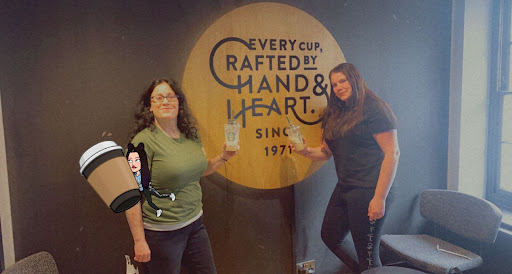 EVERY CUP,
CRAFTED BY
HAND &
HEART.
SINCE
1971